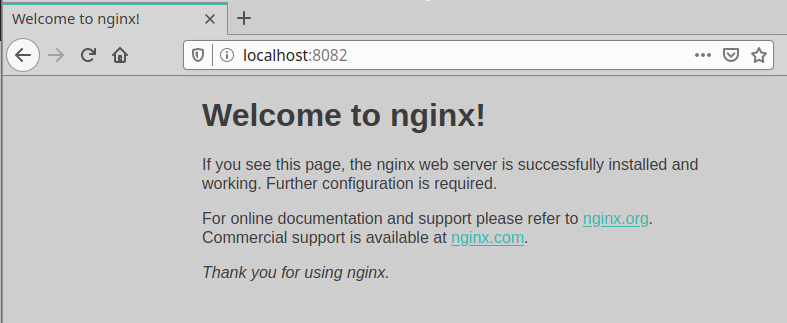 Welcome to nginx!
localhost:8082
Welcome to nginx!
If you see this page, the nginx web server is successfully installed and
working. Further configuration is required.
For online documentation and support please refer to nginx.org.
Commercial support is available at nginx.com.
Thank you for using nginx.